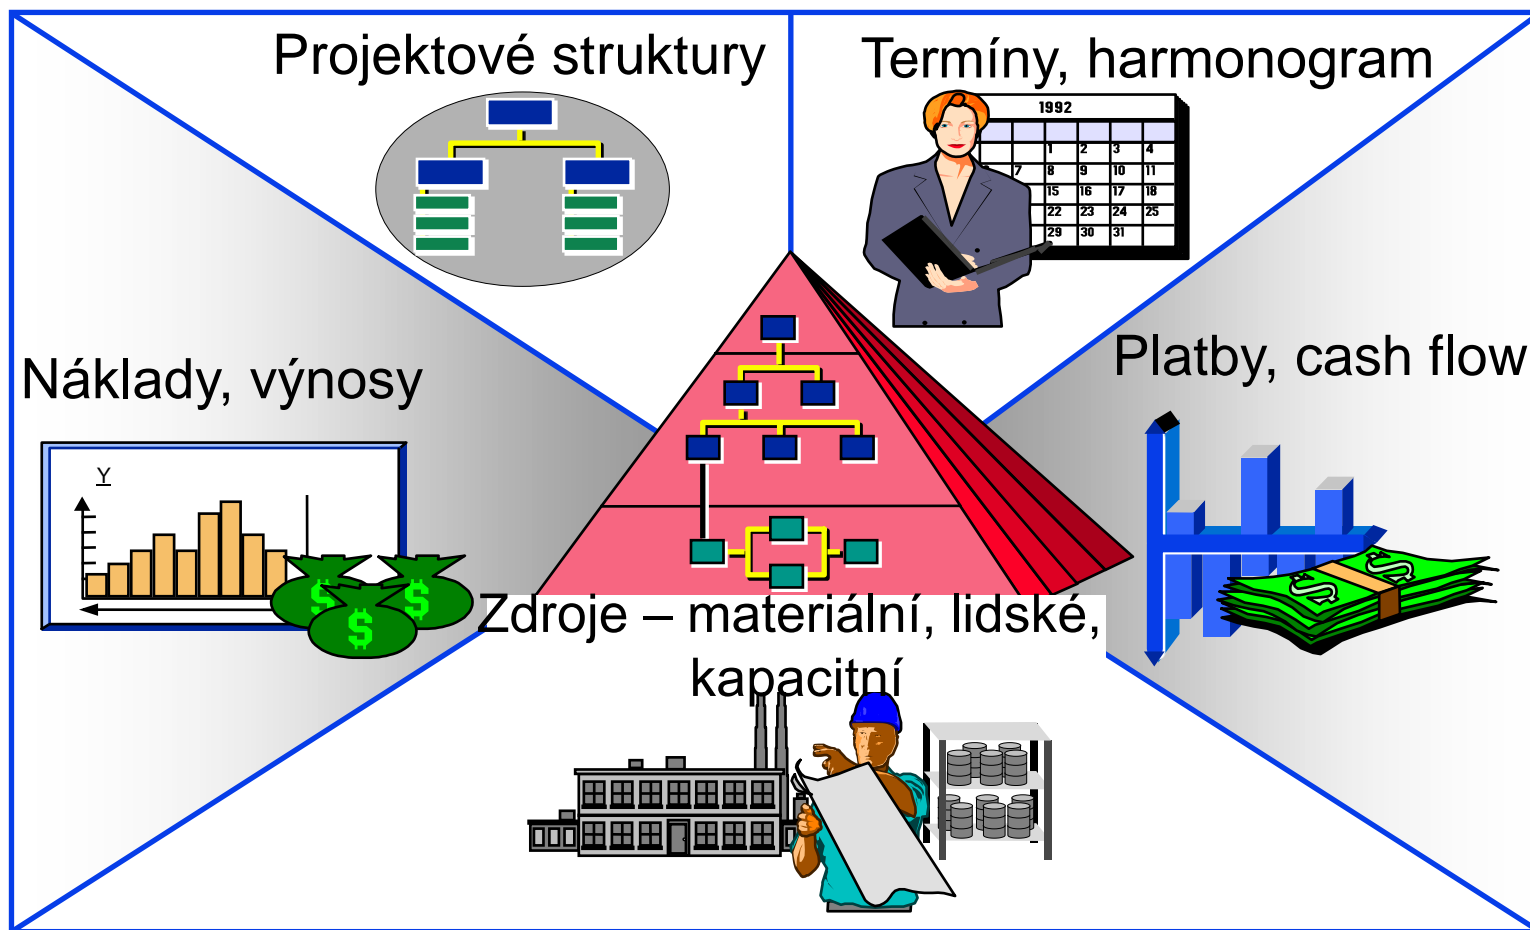 Projektové struktury
Termíny, harmonogram
1992
1 2 3 4
7 8 9 10 11
15 16 17 18
22 23 24 25
29 30 31
Náklady, výnosy
Platby, cash flow
Y
$ $ $
$ $
Zdroje – materiální, lidské,
kapacitní